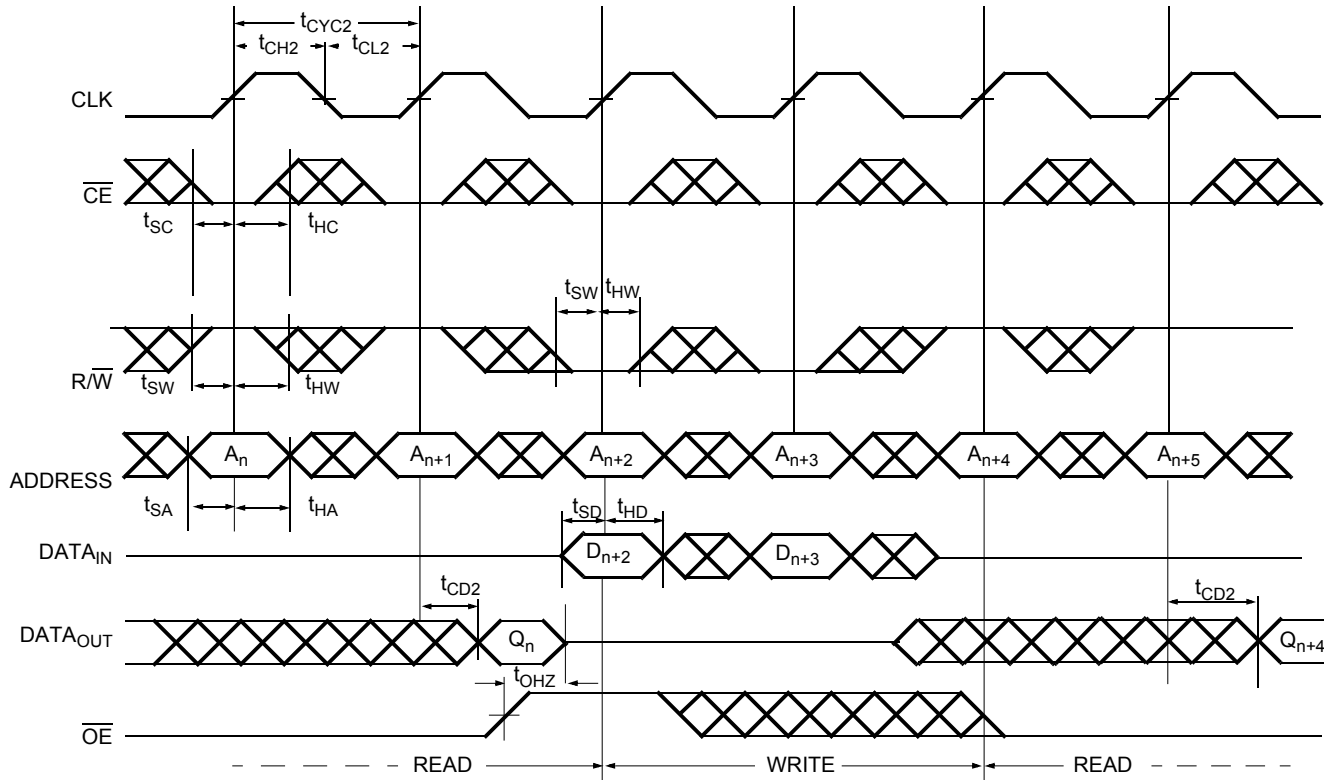 tCYC2
tCH2 tCL2
CLK
CE
tSC tHC
tSW tHW
R/W
tSW tHW
An An+1 An+2 An+3 An+4 An+5
ADDRESS
tSA tHA
tSD tHD
DATAIN
Dn+2 Dn+3
tCD2 tCD2
DATAOUT
Qn Qn+4
tOHZ
OE
READ WRITE READ